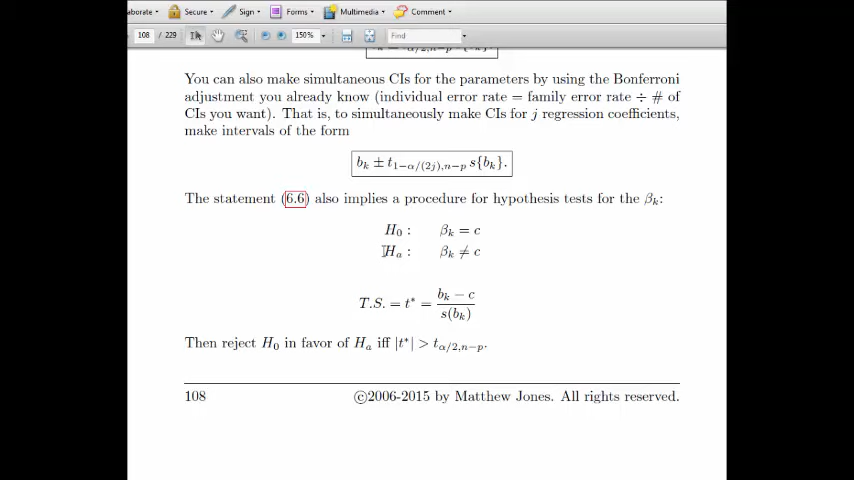 aborate Secure Sign Forms Multimedia Comment
108 / 229 150% Find
You can also make simultaneous CIs for the parameters by using the Bonferroni
adjustment you already know (individual error rate = family error rate ÷ # of
CIs you want). That is, to simultaneously make CIs for j regression coefficients,
make intervals of the form
b_k ± t_{1−α/(2j),n−p} s{b_k}.
The statement (6.6) also implies a procedure for hypothesis tests for the β_k:
H_0 : β_k = c
H_a : β_k ≠ c
T.S. = t* = (b_k − c) / s(b_k)
Then reject H_0 in favor of H_a iff |t*| > t_{α/2,n−p}.
108 ©2006-2015 by Matthew Jones. All rights reserved.